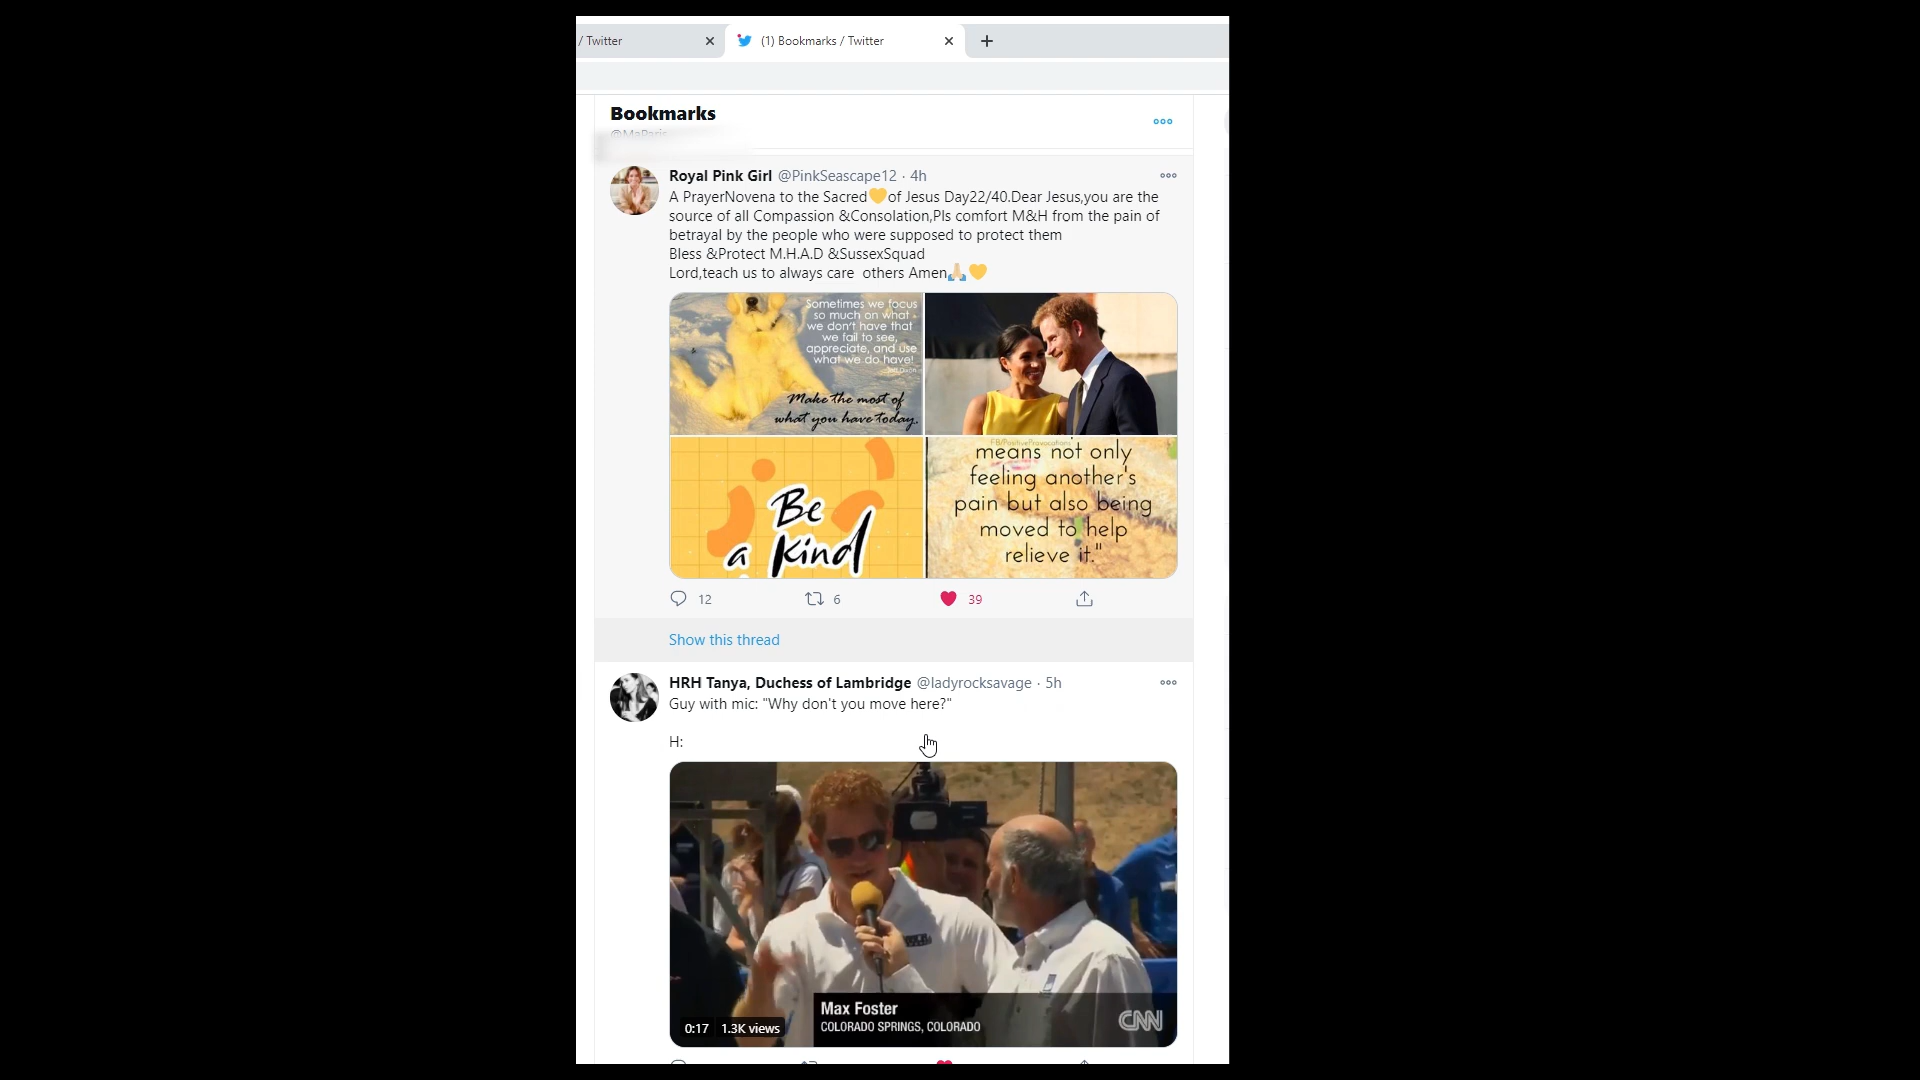 / Twitter
(1) Bookmarks / Twitter
Bookmarks
@MaParis
Royal Pink Girl @PinkSeascape12 · 4h
A PrayerNovena to the Sacred💛of Jesus Day22/40.Dear Jesus,you are the
source of all Compassion &Consolation,Pls comfort M&H from the pain of
betrayal by the people who were supposed to protect them
Bless &Protect M.H.A.D &SussexSquad
Lord,teach us to always care others Amen🙏🏼💛
Sometimes we focus
so much on what
we don't have that
we fail to see,
appreciate, and use
what we do have!
Make the most of
what you have today.
Be
a kind
FB/PositiveProvocations
means not only
feeling another's
pain but also being
moved to help
relieve it."
12
6
39
Show this thread
HRH Tanya, Duchess of Lambridge @ladyrocksavage · 5h
Guy with mic: "Why don't you move here?"
H:
Max Foster
COLORADO SPRINGS, COLORADO
CNN
0:17 1.3K views